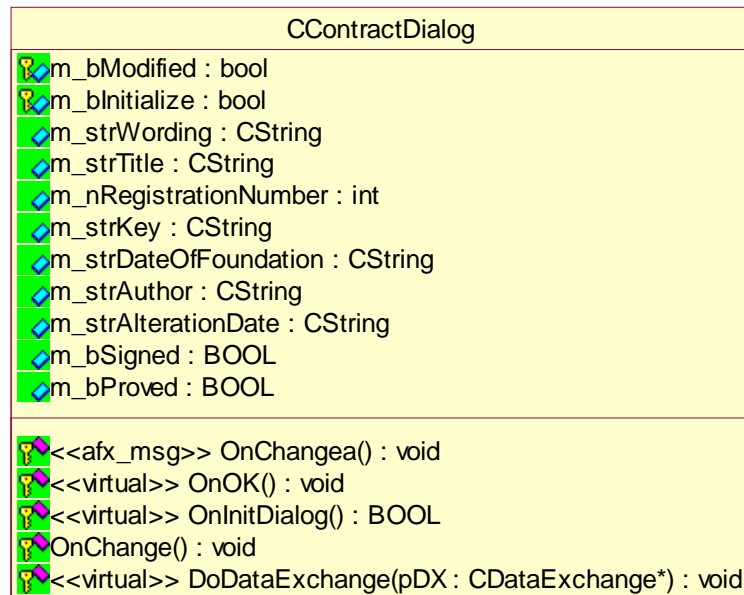 CContractDialog
m_bModified : bool
m_bInitialize : bool
m_strWording : CString
m_strTitle : CString
m_nRegistrationNumber : int
m_strKey : CString
m_strDateOfFoundation : CString
m_strAuthor : CString
m_strAlterationDate : CString
m_bSigned : BOOL
m_bProved : BOOL
<<afx_msg>> OnChangea() : void
<<virtual>> OnOK() : void
<<virtual>> OnInitDialog() : BOOL
OnChange() : void
<<virtual>> DoDataExchange(pDX : CDataExchange*) : void